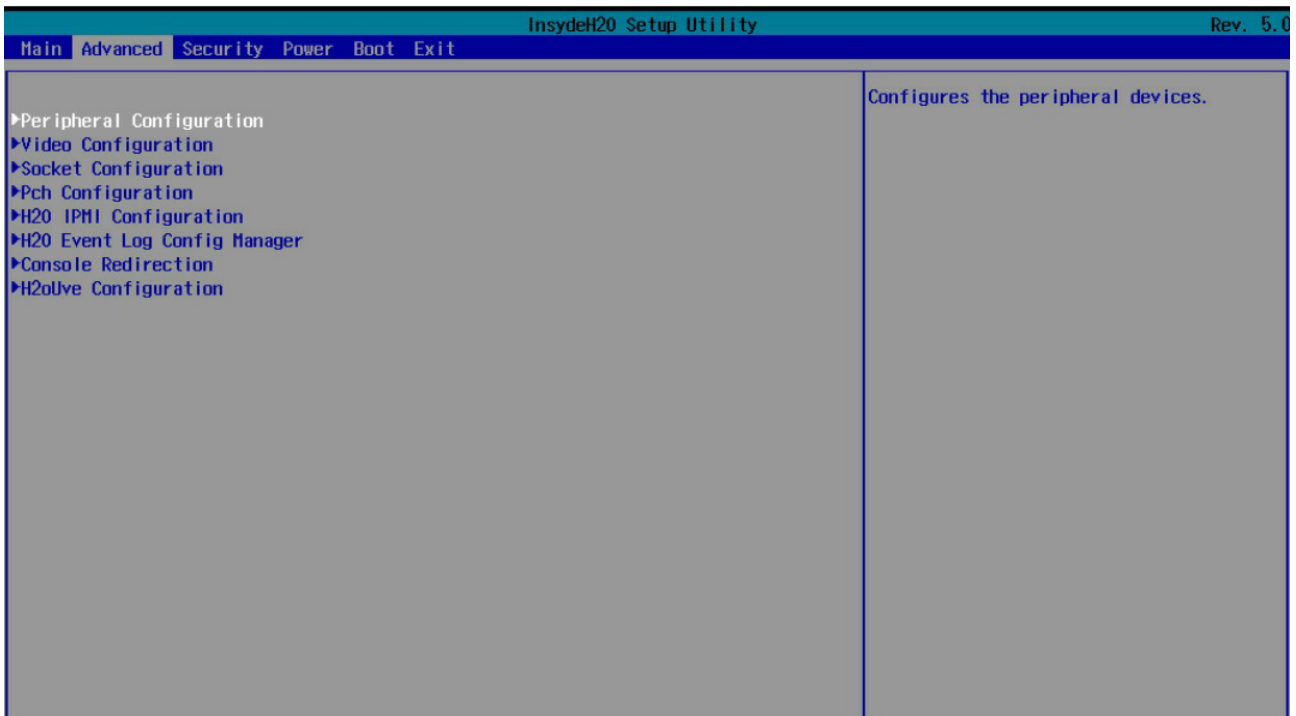 InsydeH20 Setup Utility Rev. 5.0
Main Advanced Security Power Boot Exit
Configures the peripheral devices.
▶Peripheral Configuration
▶Video Configuration
▶Socket Configuration
▶Pch Configuration
▶H20 IPMI Configuration
▶H20 Event Log Config Manager
▶Console Redirection
▶H2oUve Configuration